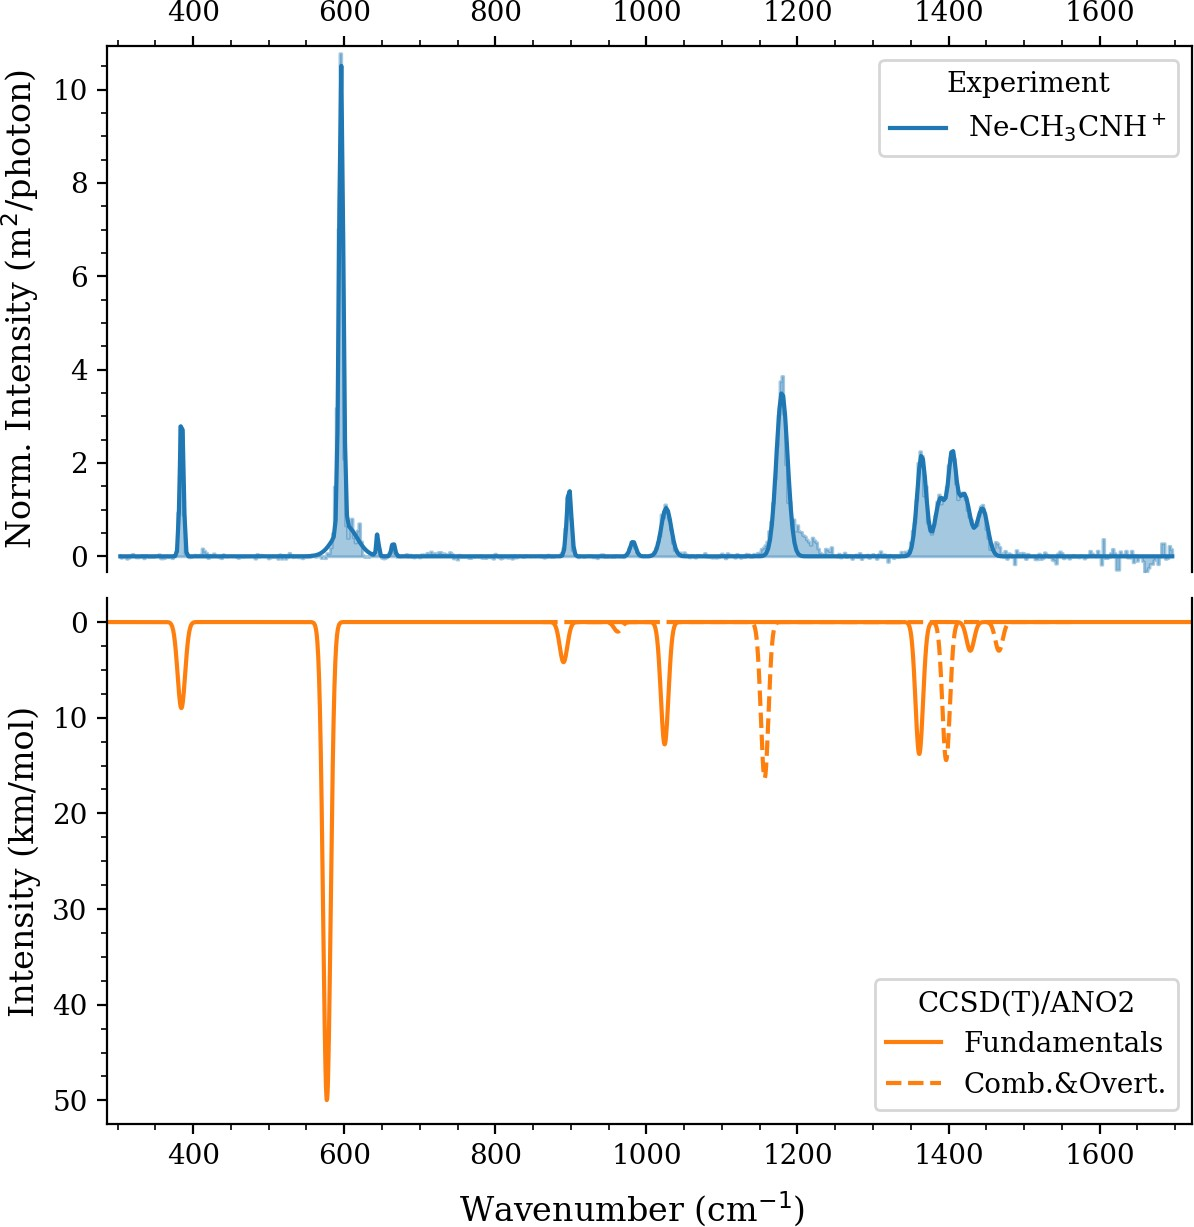 400 600 800 1000 1200 1400 1600
Experiment
Ne-CH₃CNH⁺
10
8
6
4
2
0
Norm. Intensity (m²/photon)
0
10
20
30
40
50
Intensity (km/mol)
CCSD(T)/ANO2
Fundamentals
Comb.&Overt.
400 600 800 1000 1200 1400 1600
Wavenumber (cm⁻¹)